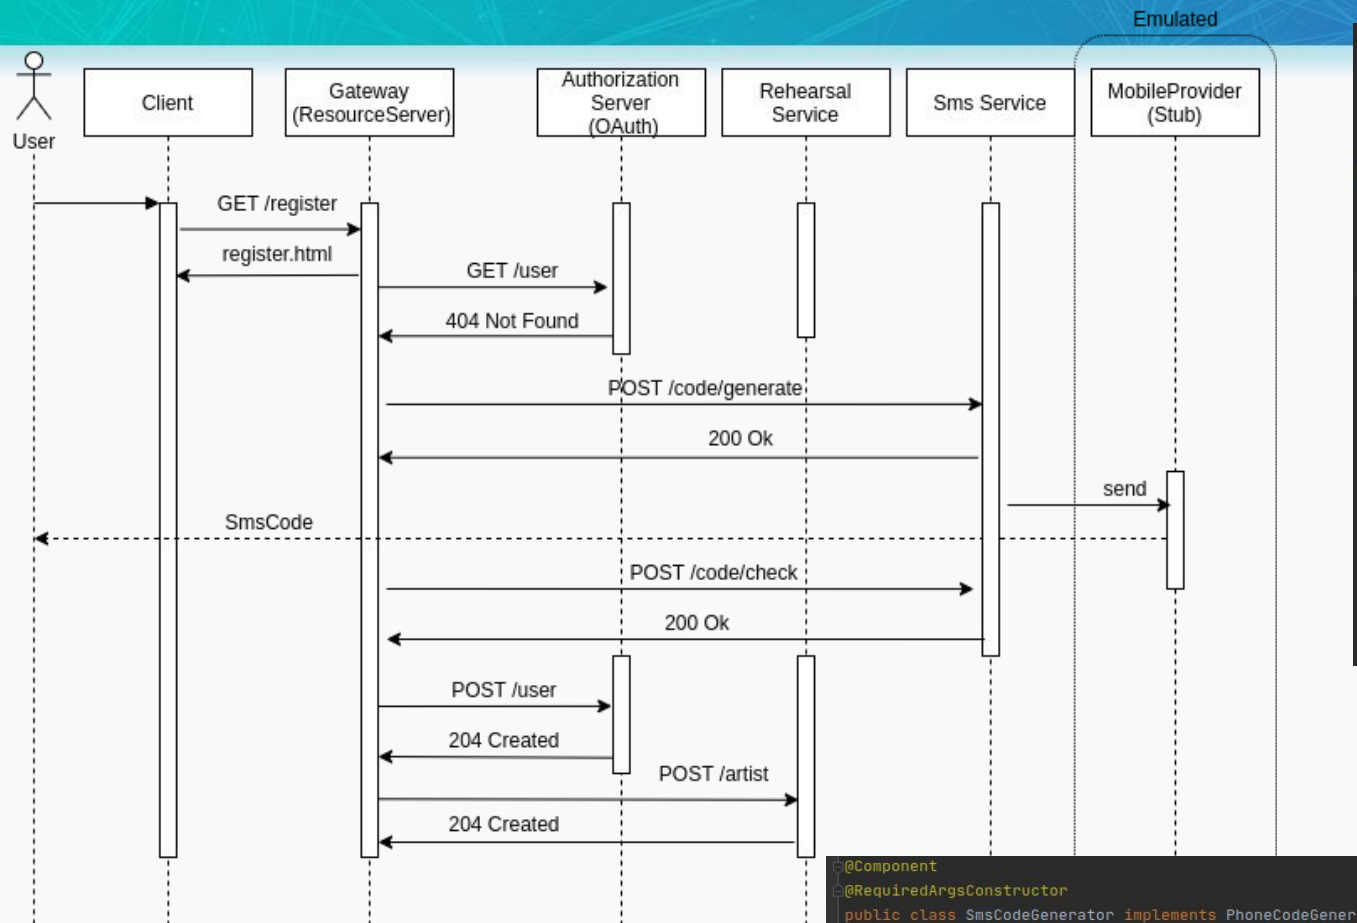 Emulated
User
Client
Gateway
(ResourceServer)
Authorization
Server
(OAuth)
Rehearsal
Service
Sms Service
MobileProvider
(Stub)
GET /register
register.html
GET /user
404 Not Found
POST /code/generate
200 Ok
send
SmsCode
POST /code/check
200 Ok
POST /user
204 Created
POST /artist
204 Created
@Component
@RequiredArgsConstructor
public class SmsCodeGenerator implements PhoneCodeGener